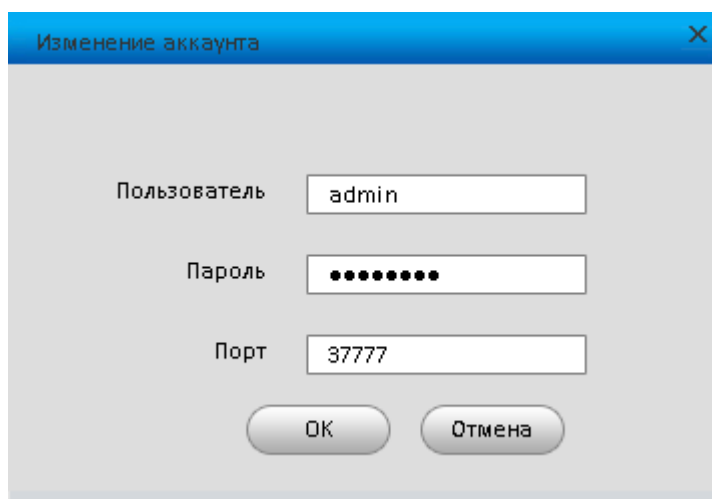 Изменение аккаунта
Пользователь admin
Пароль ••••••••
Порт 37777
OK Отмена